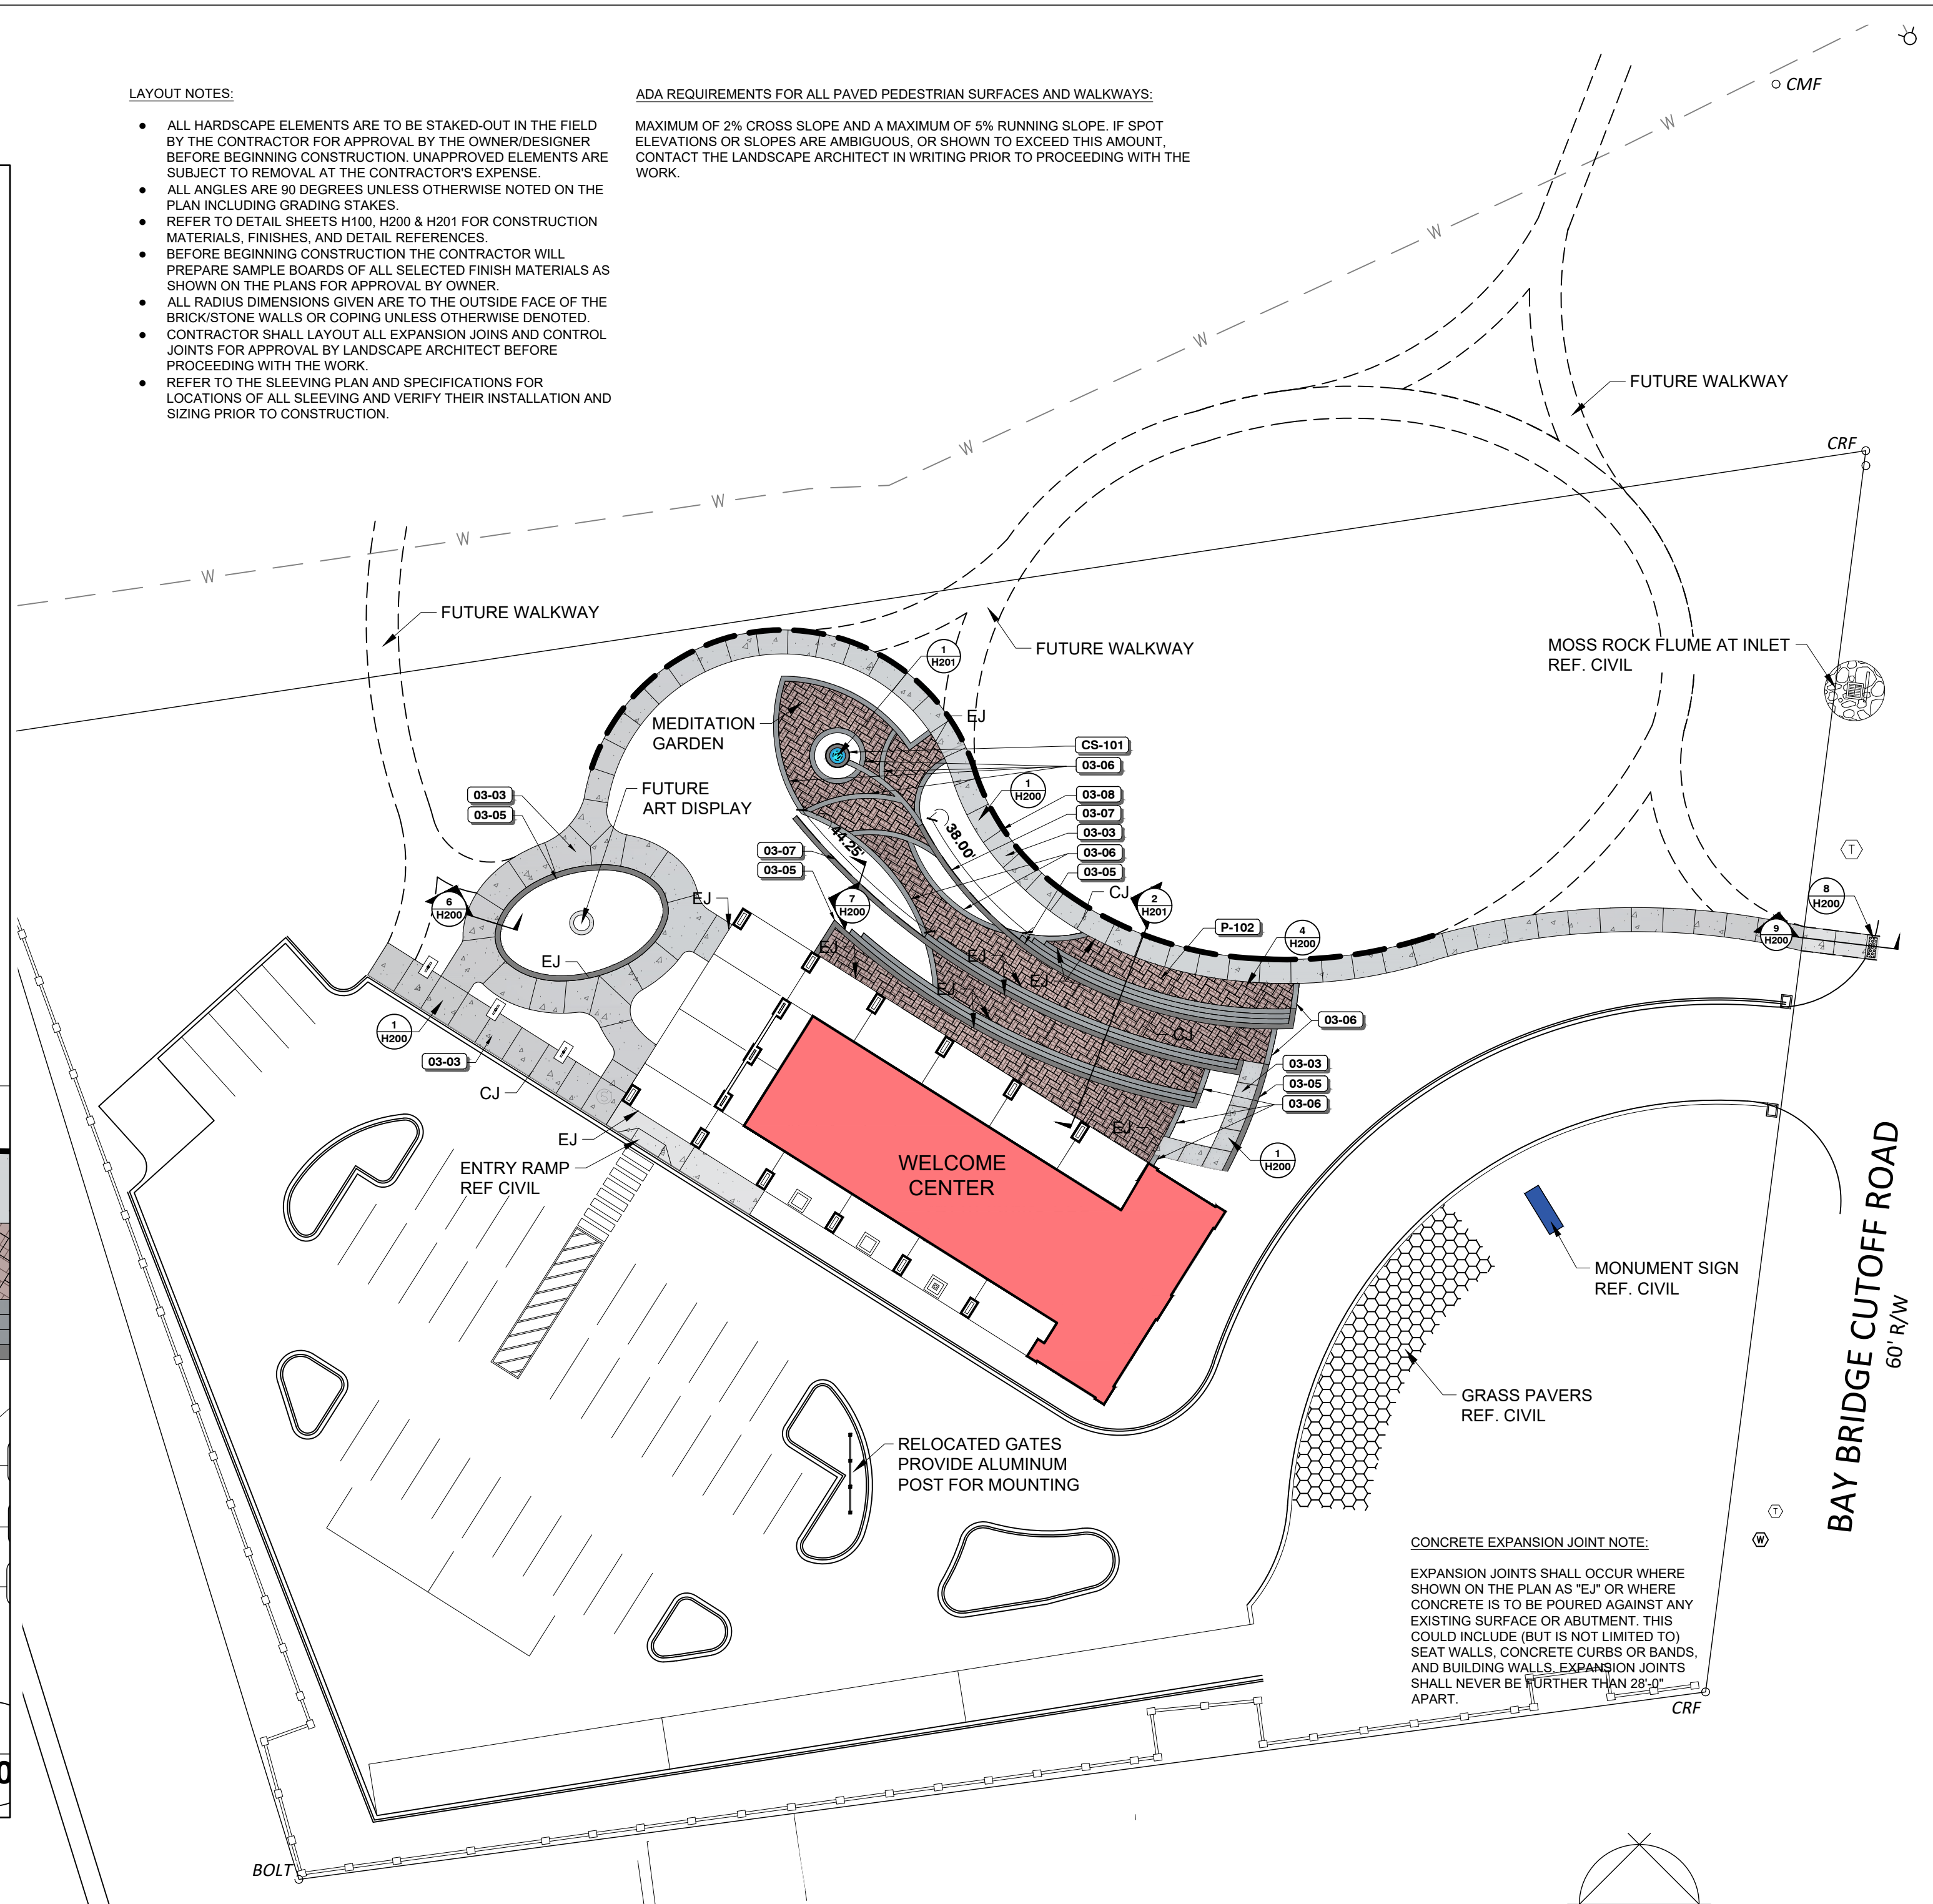 LAYOUT NOTES:
● ALL HARDSCAPE ELEMENTS ARE TO BE STAKED-OUT IN THE FIELD
BY THE CONTRACTOR FOR APPROVAL BY THE OWNER/DESIGNER
BEFORE BEGINNING CONSTRUCTION. UNAPPROVED ELEMENTS ARE
SUBJECT TO REMOVAL AT THE CONTRACTOR'S EXPENSE.
● ALL ANGLES ARE 90 DEGREES UNLESS OTHERWISE NOTED ON THE
PLAN INCLUDING GRADING STAKES.
● REFER TO DETAIL SHEETS H100, H200 & H201 FOR CONSTRUCTION
MATERIALS, FINISHES, AND DETAIL REFERENCES.
● BEFORE BEGINNING CONSTRUCTION THE CONTRACTOR WILL
PREPARE SAMPLE BOARDS OF ALL SELECTED FINISH MATERIALS AS
SHOWN ON THE PLANS FOR APPROVAL BY OWNER.
● ALL RADIUS DIMENSIONS GIVEN ARE TO THE OUTSIDE FACE OF THE
BRICK/STONE WALLS OR COPING UNLESS OTHERWISE DENOTED.
● CONTRACTOR SHALL LAYOUT ALL EXPANSION JOINS AND CONTROL
JOINTS FOR APPROVAL BY LANDSCAPE ARCHITECT BEFORE
PROCEEDING WITH THE WORK.
● REFER TO THE SLEEVING PLAN AND SPECIFICATIONS FOR
LOCATIONS OF ALL SLEEVING AND VERIFY THEIR INSTALLATION AND
SIZING PRIOR TO CONSTRUCTION.
ADA REQUIREMENTS FOR ALL PAVED PEDESTRIAN SURFACES AND WALKWAYS:
MAXIMUM OF 2% CROSS SLOPE AND A MAXIMUM OF 5% RUNNING SLOPE. IF SPOT
ELEVATIONS OR SLOPES ARE AMBIGUOUS, OR SHOWN TO EXCEED THIS AMOUNT,
CONTACT THE LANDSCAPE ARCHITECT IN WRITING PRIOR TO PROCEEDING WITH THE
WORK.
CMF
W
W
W
W
W
W
W
FUTURE WALKWAY
CRF
FUTURE WALKWAY
FUTURE WALKWAY
MOSS ROCK FLUME AT INLET
REF. CIVIL
1
H201
MEDITATION
GARDEN
EJ
CS-101
03-06
FUTURE
ART DISPLAY
03-03
05-05
1
H200
03-08
03-07
03-03
03-06
03-05
44.25'
38.00'
03-07
03-05
T
CJ
6
H200
EJ
7
H200
2
H201
P-102
4
H200
8
H200
9
H200
EJ
EJ
EJ
EJ
EJ
CJ
1
H200
03-06
03-03
CJ
03-03
05-05
03-06
EJ
EJ
1
H200
ENTRY RAMP
REF CIVIL
WELCOME
CENTER
MONUMENT SIGN
REF. CIVIL
GRASS PAVERS
REF. CIVIL
BAY BRIDGE CUTOFF ROAD
60' R/W
RELOCATED GATES
PROVIDE ALUMINUM
POST FOR MOUNTING
T
W
CONCRETE EXPANSION JOINT NOTE:
EXPANSION JOINTS SHALL OCCUR WHERE
SHOWN ON THE PLAN AS "EJ" OR WHERE
CONCRETE IS TO BE POURED AGAINST ANY
EXISTING SURFACE OR ABUTMENT. THIS
COULD INCLUDE (BUT IS NOT LIMITED TO)
SEAT WALLS, CONCRETE CURBS OR BANDS,
AND BUILDING WALLS. EXPANSION JOINTS
SHALL NEVER BE FURTHER THAN 28'-0"
APART.
CRF
BOLT